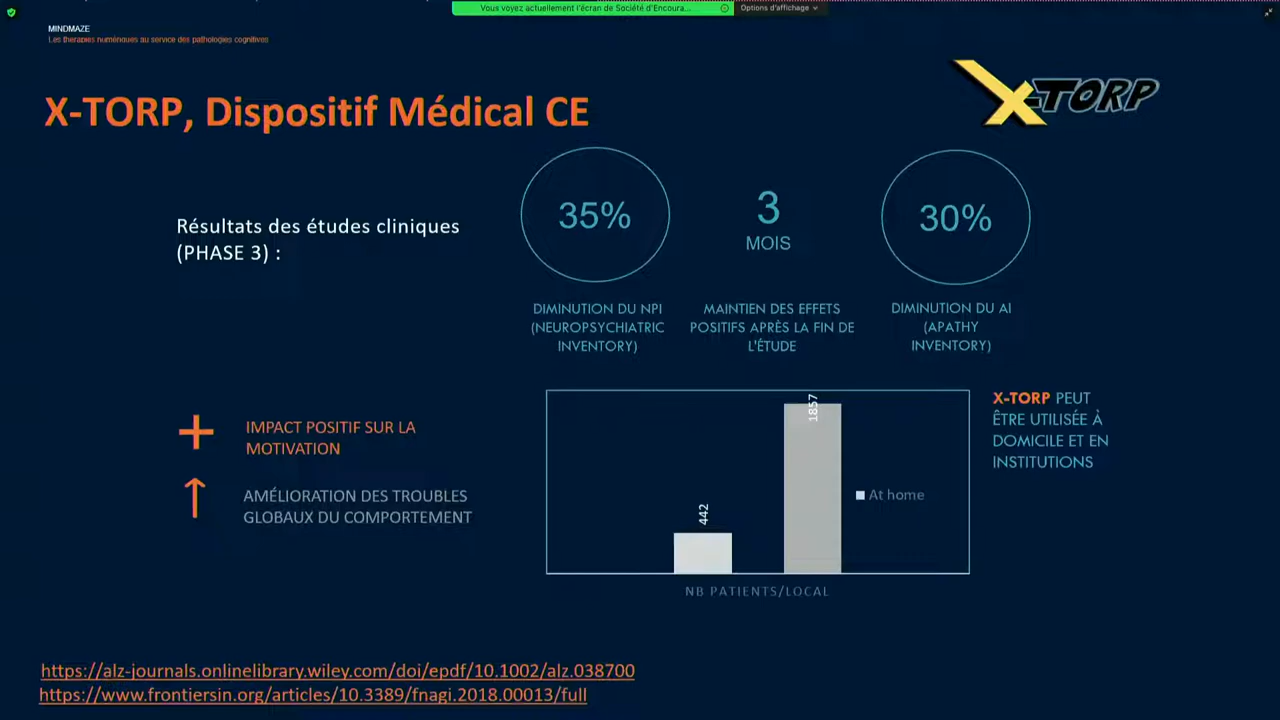 Vous voyez actuellement l'écran de Société d'Encoura...
Options d'affichage
MINDMAZE
Les thérapies numériques au service des pathologies cognitives
X-TORP
X-TORP, Dispositif Médical CE
Résultats des études cliniques
(PHASE 3) :
35%
DIMINUTION DU NPI
(NEUROPSYCHIATRIC
INVENTORY)
3
MOIS
MAINTIEN DES EFFETS
POSITIFS APRÈS LA FIN DE
L'ÉTUDE
30%
DIMINUTION DU AI
(APATHY
INVENTORY)
+ IMPACT POSITIF SUR LA
MOTIVATION
↑ AMÉLIORATION DES TROUBLES
GLOBAUX DU COMPORTEMENT
442
1857
At home
NB PATIENTS/LOCAL
X-TORP PEUT
ÊTRE UTILISÉE À
DOMICILE ET EN
INSTITUTIONS
https://alz-journals.onlinelibrary.wiley.com/doi/epdf/10.1002/alz.038700
https://www.frontiersin.org/articles/10.3389/fnagi.2018.00013/full